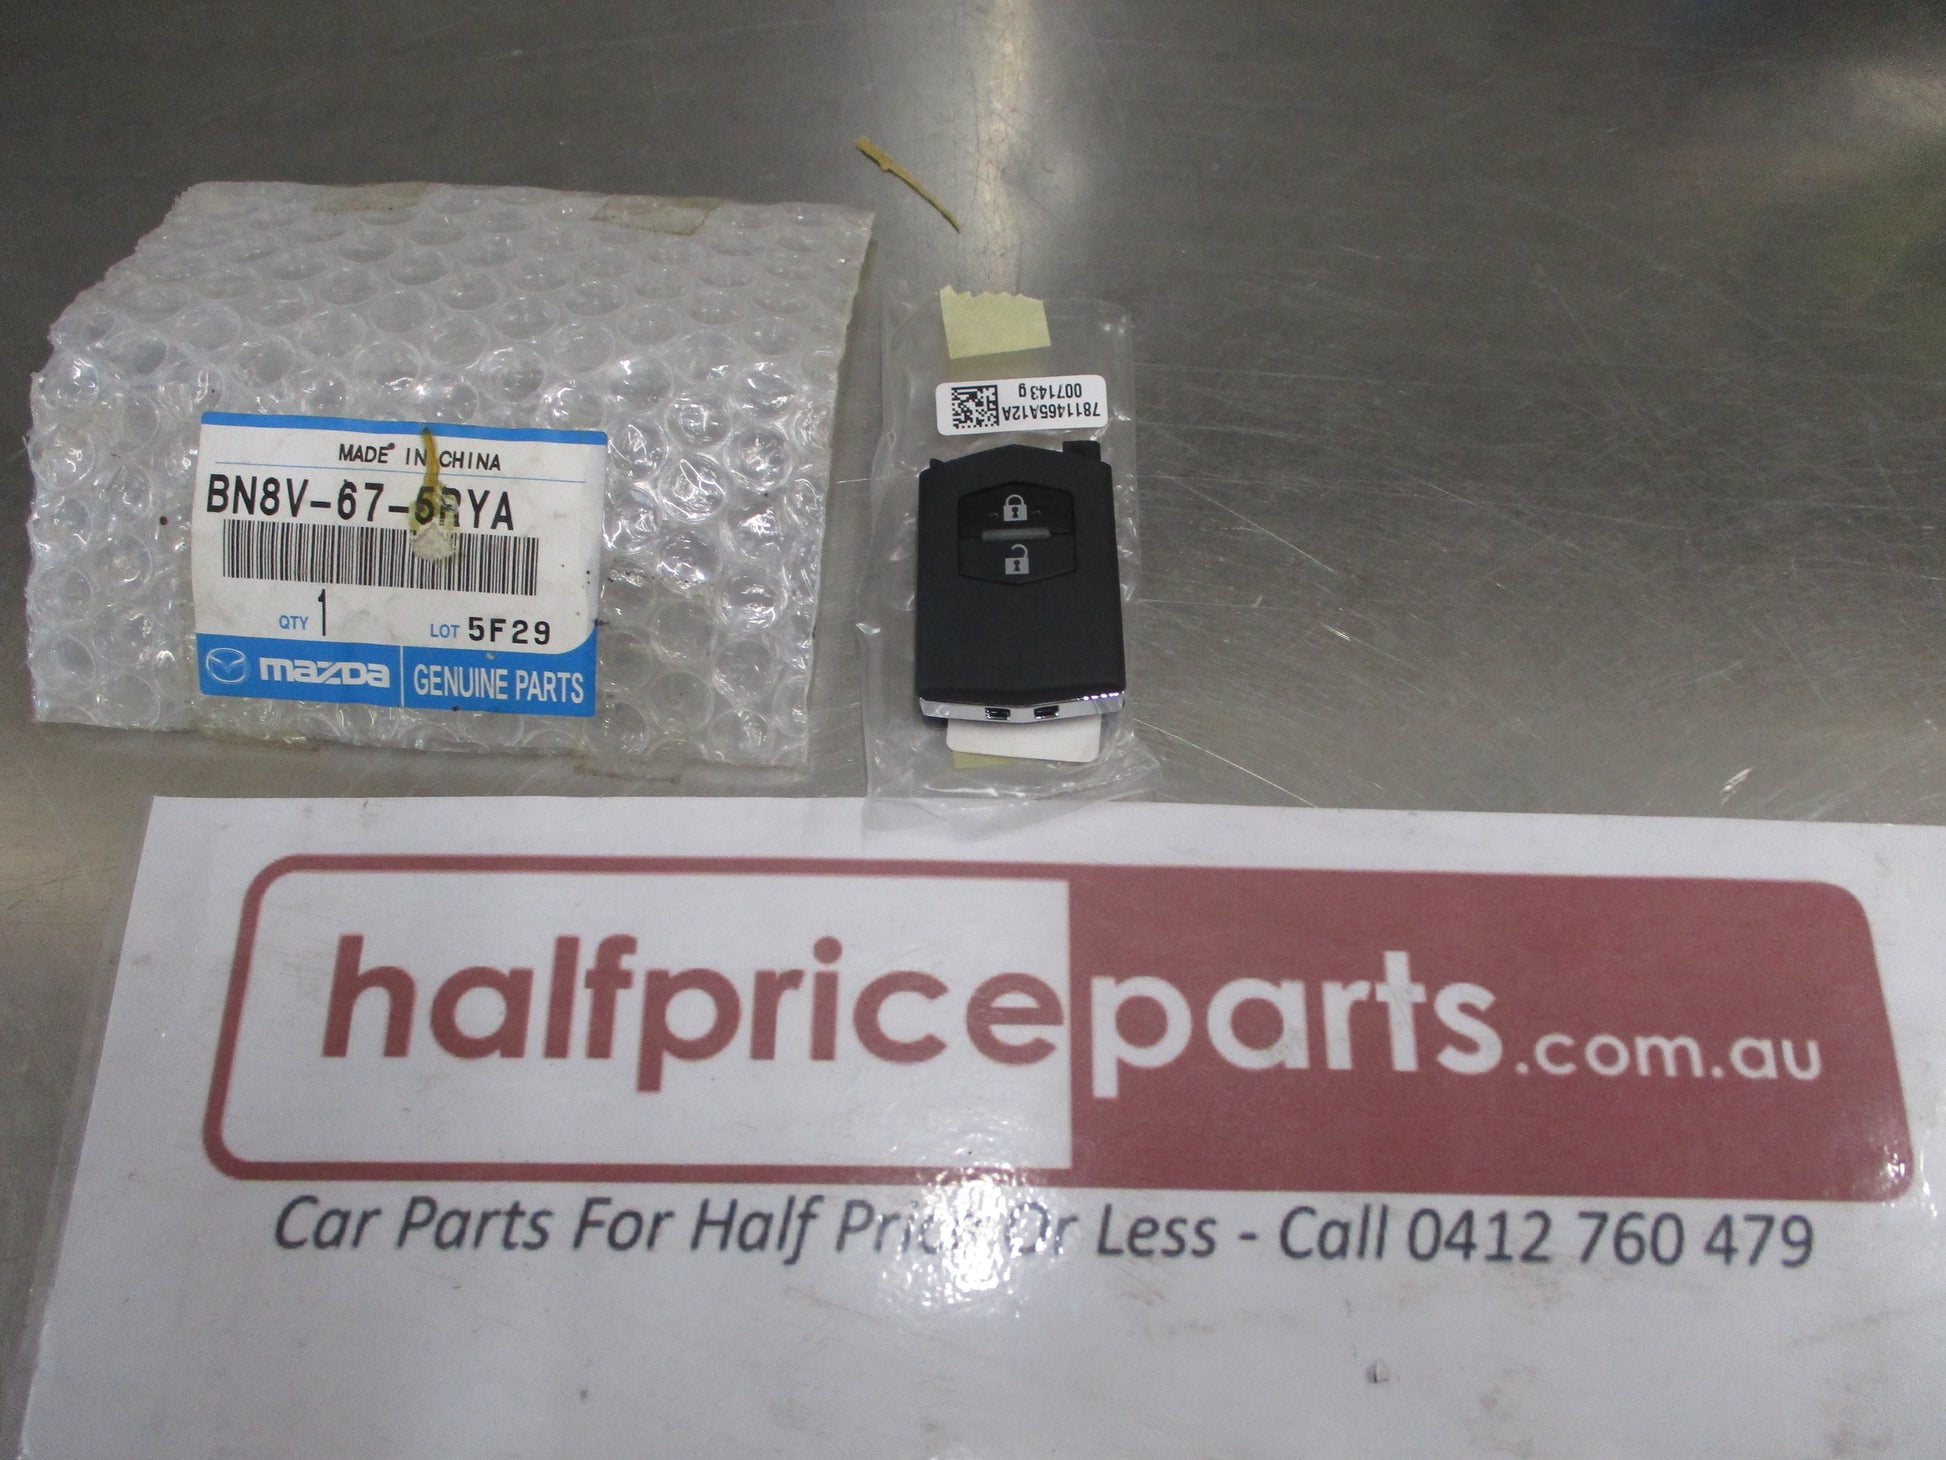 MADE IN CHINA
BN8V-67-5RYA
QTY 1
LOT 5F29
mazda GENUINE PARTS
7811465A12A
007143 g
halfpriceparts.com.au
Car Parts For Half Price Or Less - Call 0412 760 479